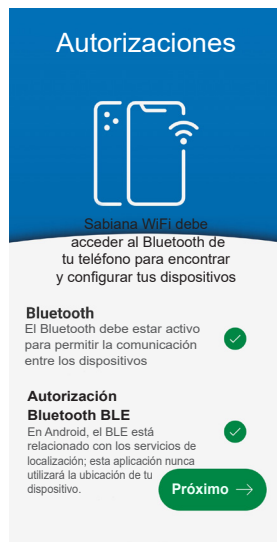 Autorizaciones
Sabiana WiFi debe
acceder al Bluetooth de
tu teléfono para encontrar
y configurar tus dispositivos
Bluetooth
El Bluetooth debe estar activo
para permitir la comunicación
entre los dispositivos
Autorización
Bluetooth BLE
En Android, el BLE está
relacionado con los servicios de
localización; esta aplicación nunca
utilizará la ubicación de tu
dispositivo.
Próximo →